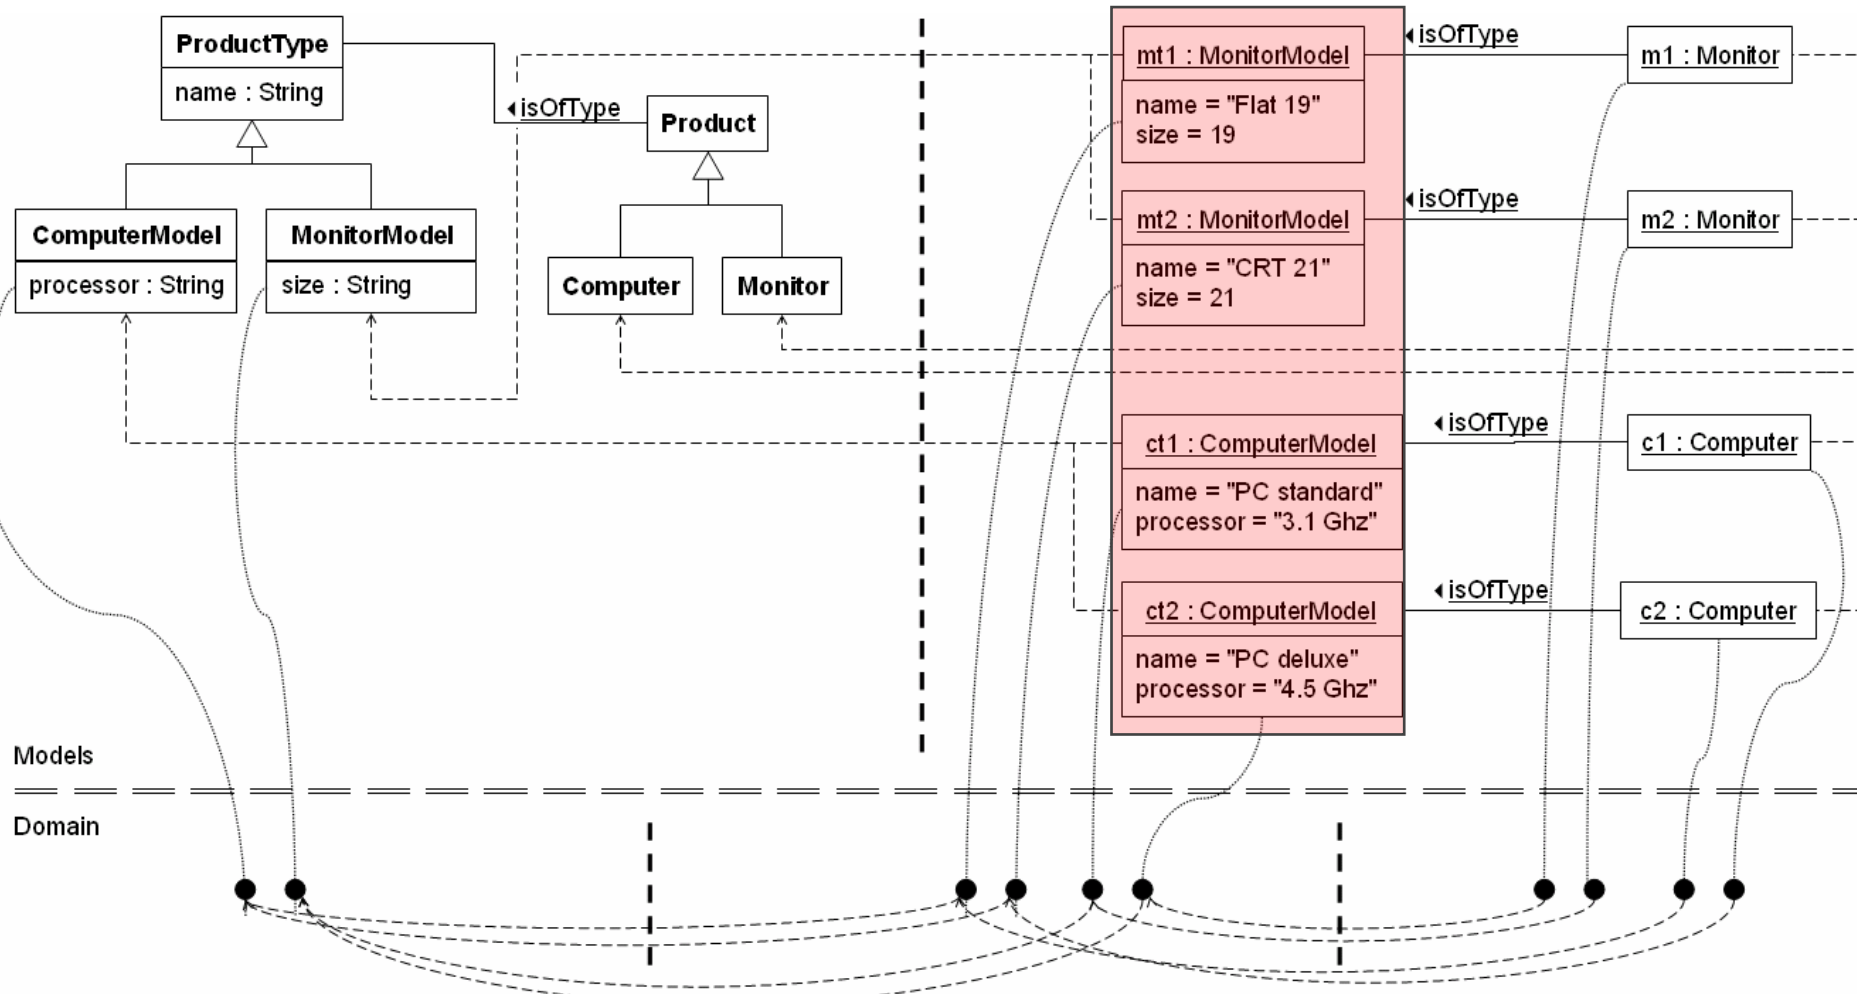 ProductType
name : String
isOfType
Product
ComputerModel
processor : String
MonitorModel
size : String
Computer
Monitor
mt1 : MonitorModel
name = "Flat 19"
size = 19
isOfType
m1 : Monitor
mt2 : MonitorModel
name = "CRT 21"
size = 21
isOfType
m2 : Monitor
ct1 : ComputerModel
name = "PC standard"
processor = "3.1 Ghz"
isOfType
c1 : Computer
ct2 : ComputerModel
name = "PC deluxe"
processor = "4.5 Ghz"
isOfType
c2 : Computer
Models
Domain